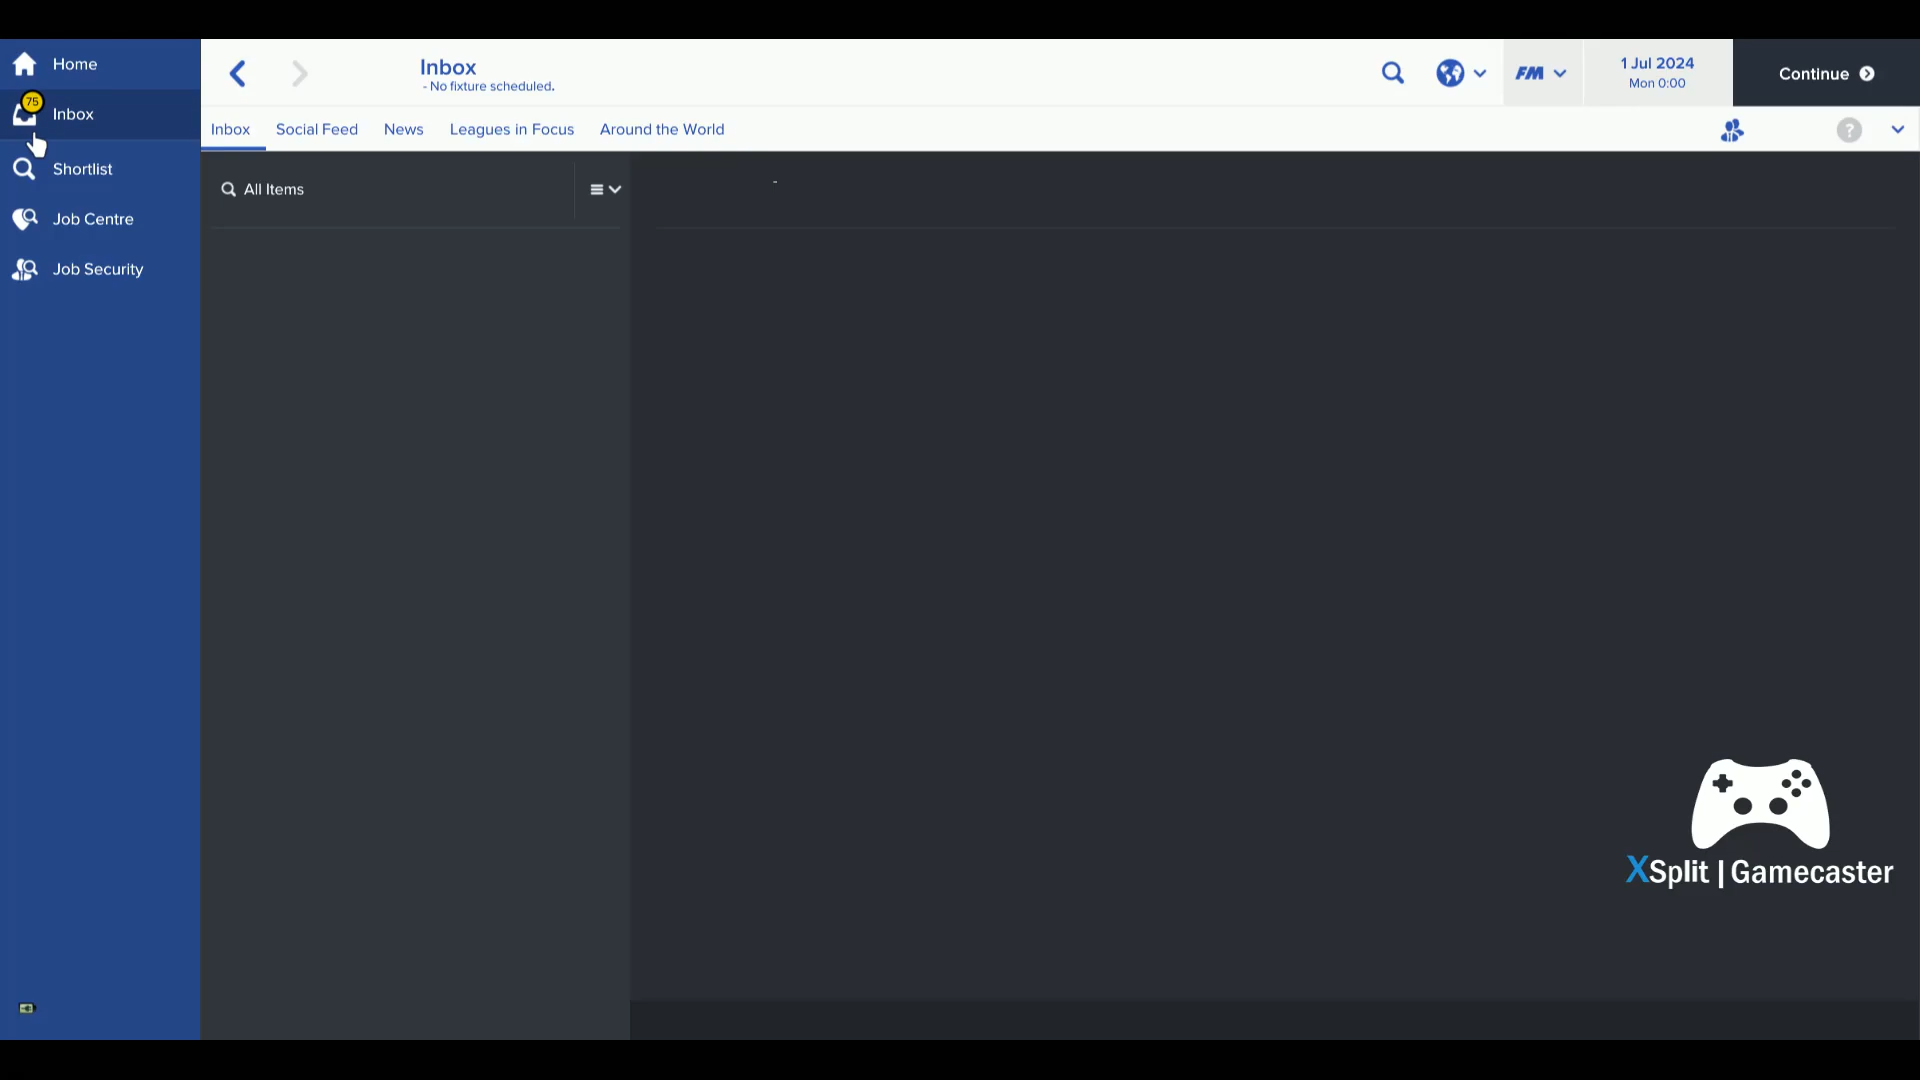 Home
75
Inbox
Shortlist
Job Centre
Job Security
Inbox
- No fixture scheduled.
FM
1 Jul 2024
Mon 0:00
Continue
Inbox
Social Feed
News
Leagues in Focus
Around the World
?
All Items
-
XSplit | Gamecaster